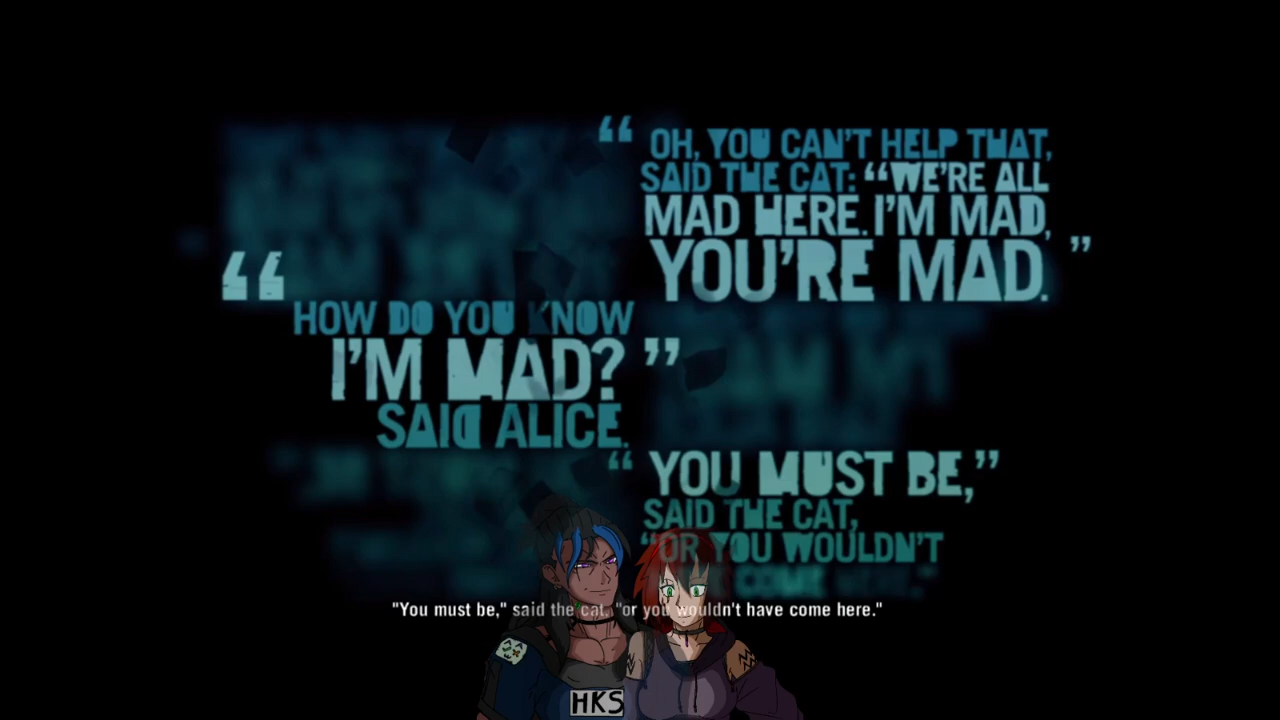 “ OH, YOU CAN'T HELP THAT,
SAID THE CAT: “WE'RE ALL
MAD HERE. I'M MAD,
YOU'RE MAD. ”
“ HOW DO YOU KNOW
I'M MAD? ”
SAID ALICE.
“ YOU MUST BE,”
SAID THE CAT,
“OR YOU WOULDN'T
COME HERE.”
"You must be," said the cat, "or you wouldn't have come here."
HKS